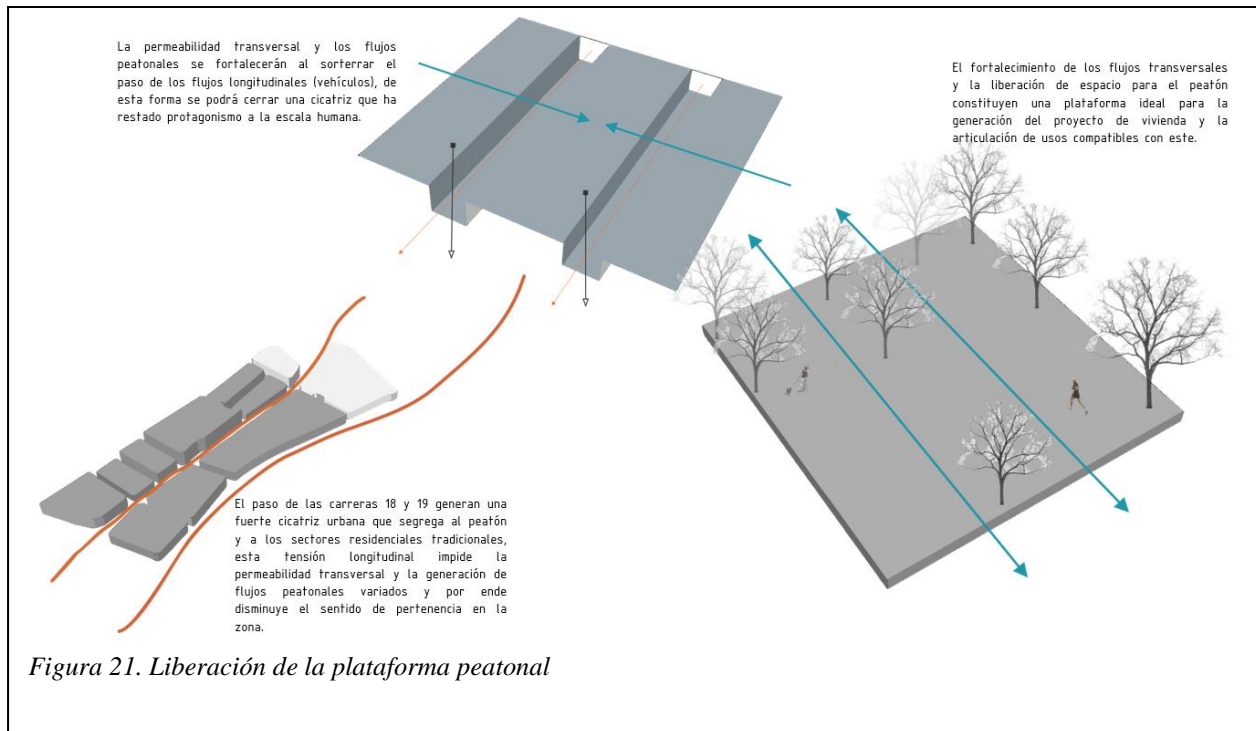 La permeabilidad transversal y los flujos
peatonales se fortalecerán al sorterrar el
paso de los flujos longitudinales (vehículos), de
esta forma se podrá cerrar una cicatriz que ha
restado protagonismo a la escala humana.
El fortalecimiento de los flujos transversales
y la liberación de espacio para el peatón
constituyen una plataforma ideal para la
generación del proyecto de vivienda y la
articulación de usos compatibles con este.
El paso de las carreras 18 y 19 generan una
fuerte cicatriz urbana que segrega al peatón
y a los sectores residenciales tradicionales,
esta tensión longitudinal impide la
permeabilidad transversal y la generación de
flujos peatonales variados y por ende
disminuye el sentido de pertenencia en la
zona.
Figura 21. Liberación de la plataforma peatonal